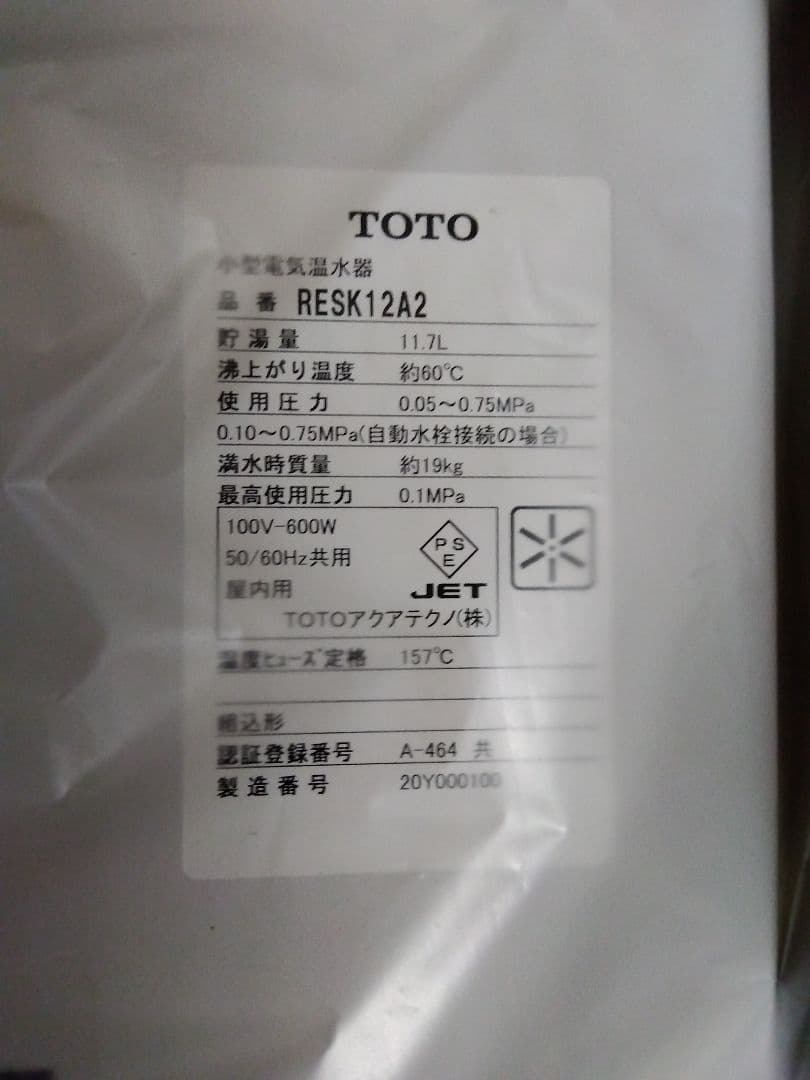 TOTO
小型電気温水器
品番 RESK12A2
貯湯量 11.7L
沸上がり温度 約60℃
使用圧力 0.05～0.75MPa
0.10～0.75MPa(自動水栓接続の場合)
満水時質量 約19kg
最高使用圧力 0.1MPa
100V-600W
50/60Hz共用
屋内用
PS
E
JET
TOTOアクアテクノ(株)
温度ヒューズ定格 157℃
組込形
認証登録番号 A-464 共
製造番号 20Y000100